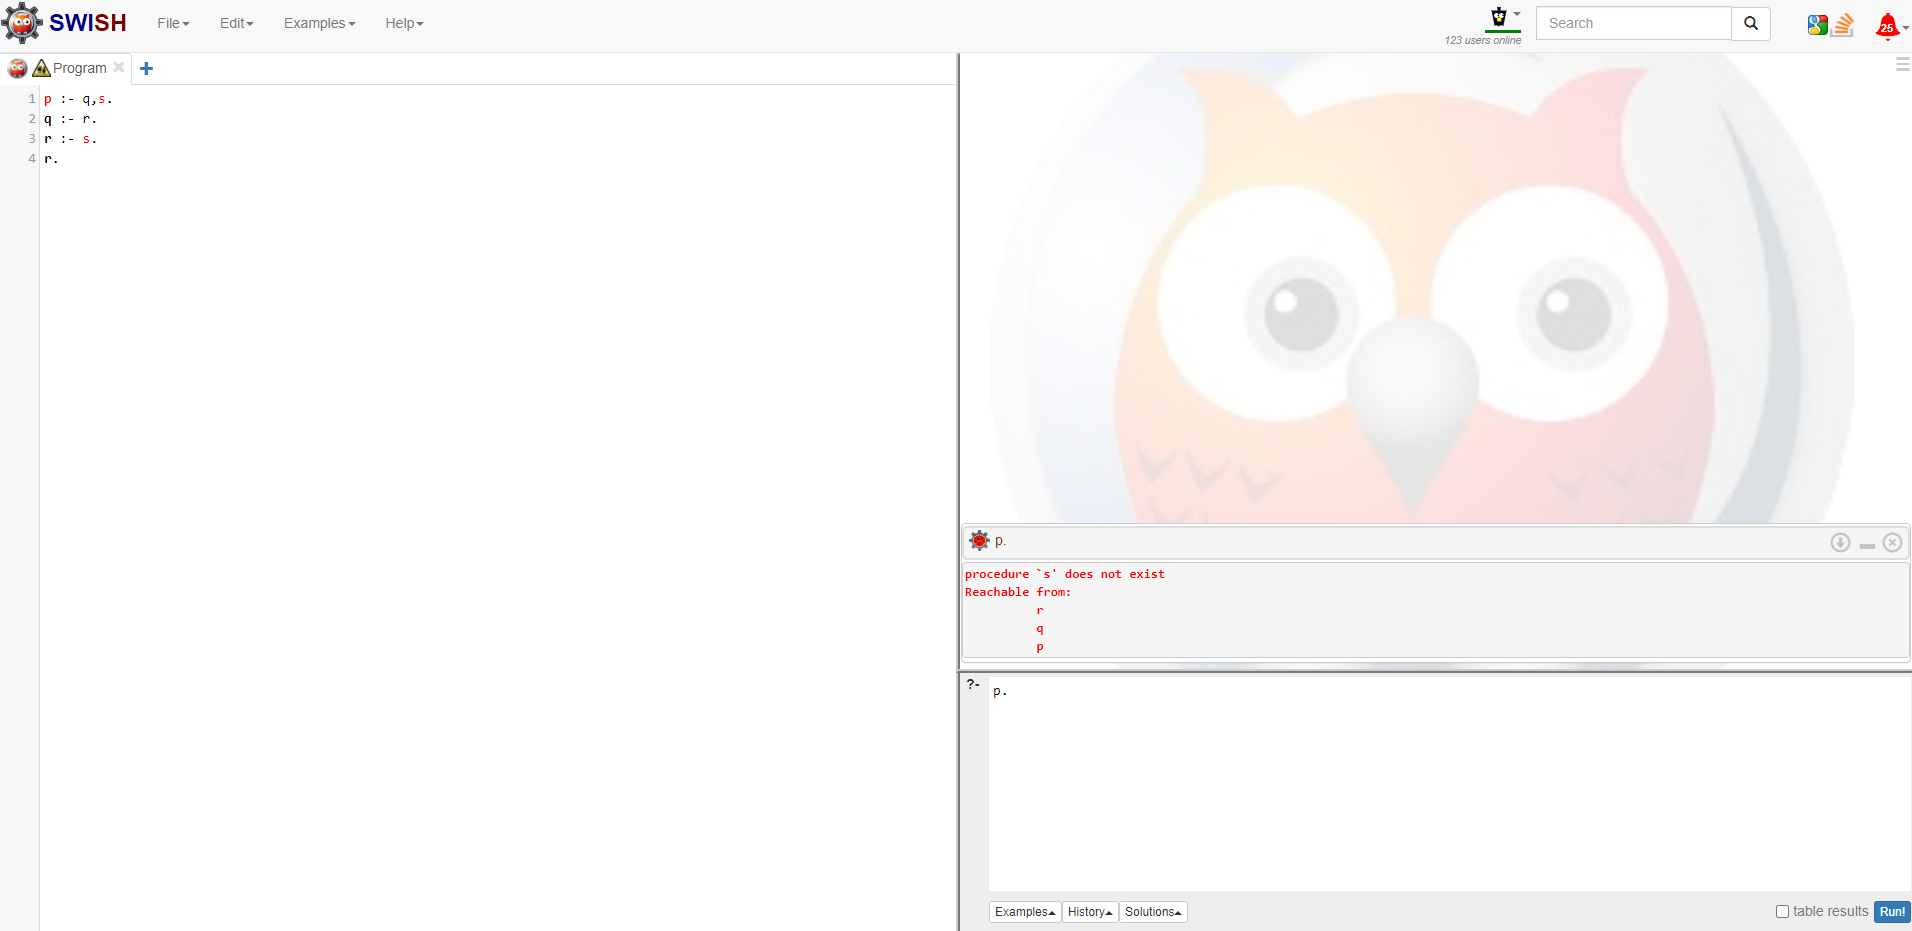 SWISH File Edit Examples Help Search 25
123 users online
Program
1 p :- q,s.
2 q :- r.
3 r :- s.
4 r.
p.
procedure `s' does not exist
Reachable from:
r
q
p
?- p.
Examples History Solutions table results Run!